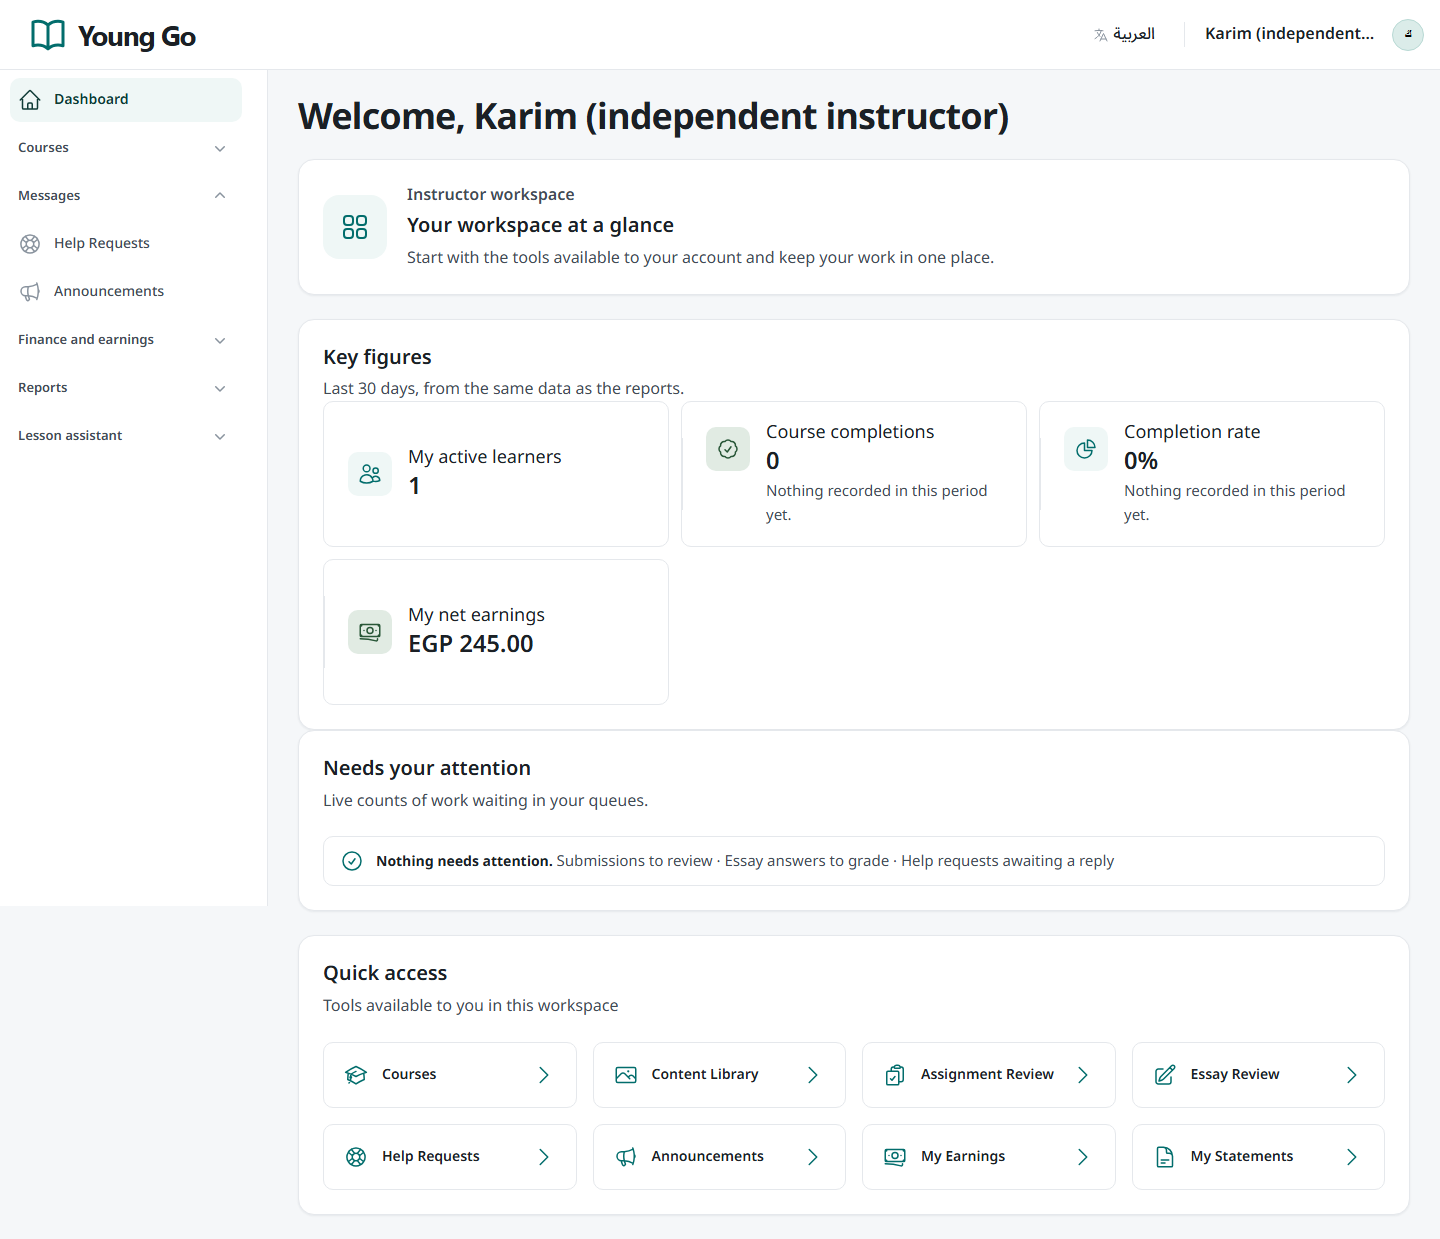 Young Go
العربية
Karim (independent...
Dashboard
Courses
Messages
Help Requests
Announcements
Finance and earnings
Reports
Lesson assistant
Welcome, Karim (independent instructor)
Instructor workspace
Your workspace at a glance
Start with the tools available to your account and keep your work in one place.
Key figures
Last 30 days, from the same data as the reports.
My active learners
1
Course completions
0
Nothing recorded in this period
yet.
Completion rate
0%
Nothing recorded in this period
yet.
My net earnings
EGP 245.00
Needs your attention
Live counts of work waiting in your queues.
Nothing needs attention. Submissions to review · Essay answers to grade · Help requests awaiting a reply
Quick access
Tools available to you in this workspace
Courses
Content Library
Assignment Review
Essay Review
Help Requests
Announcements
My Earnings
My Statements